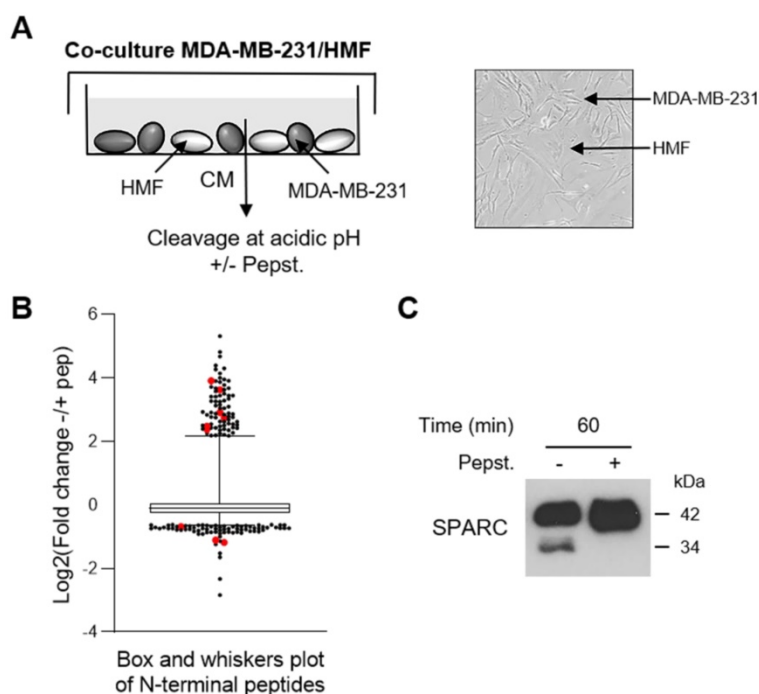 A
Co-culture MDA-MB-231/HMF
HMF
CM
MDA-MB-231
Cleavage at acidic pH
+/- Pepst.
MDA-MB-231
HMF
B
Log2(Fold change -/+ pep)
6
4
2
0
-2
-4
Box and whiskers plot
of N-terminal peptides
C
Time (min) 60
Pepst. - +
kDa
SPARC
42
34